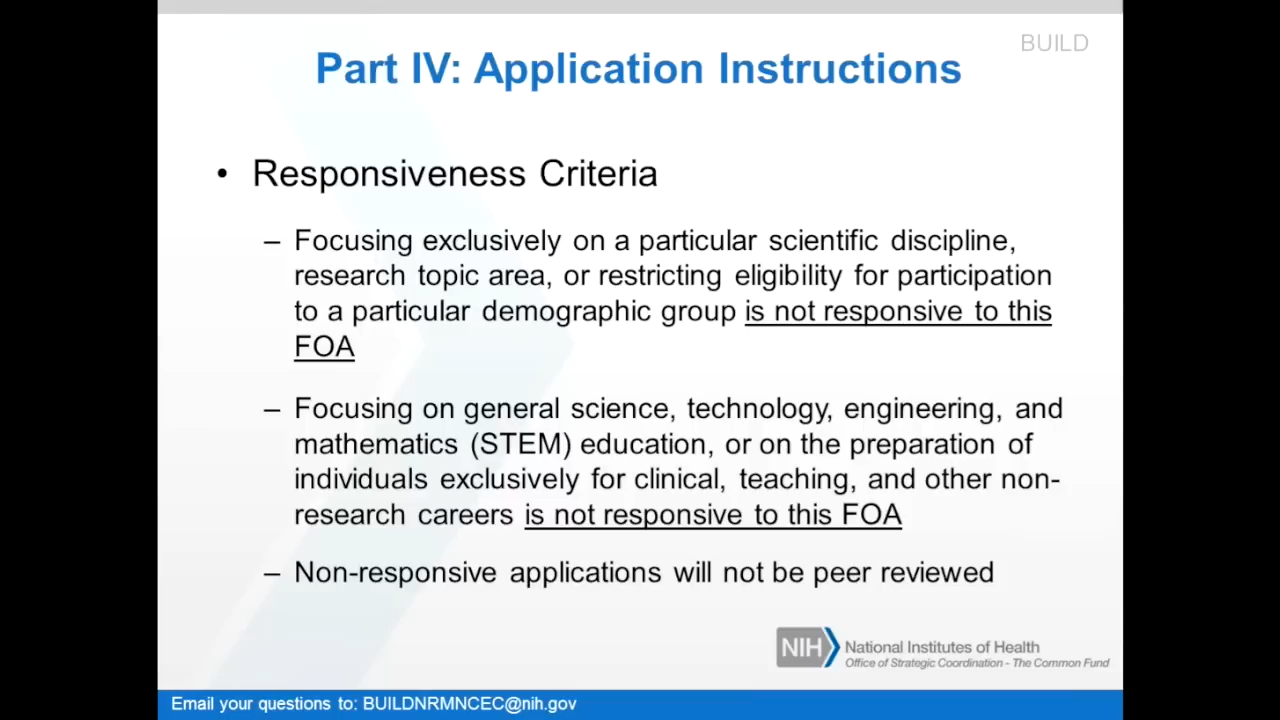 BUILD
Part IV: Application Instructions
• Responsiveness Criteria
– Focusing exclusively on a particular scientific discipline,
research topic area, or restricting eligibility for participation
to a particular demographic group is not responsive to this
FOA
– Focusing on general science, technology, engineering, and
mathematics (STEM) education, or on the preparation of
individuals exclusively for clinical, teaching, and other non-
research careers is not responsive to this FOA
– Non-responsive applications will not be peer reviewed
NIH National Institutes of Health
Office of Strategic Coordination - The Common Fund
Email your questions to: BUILDNRMNCEC@nih.gov